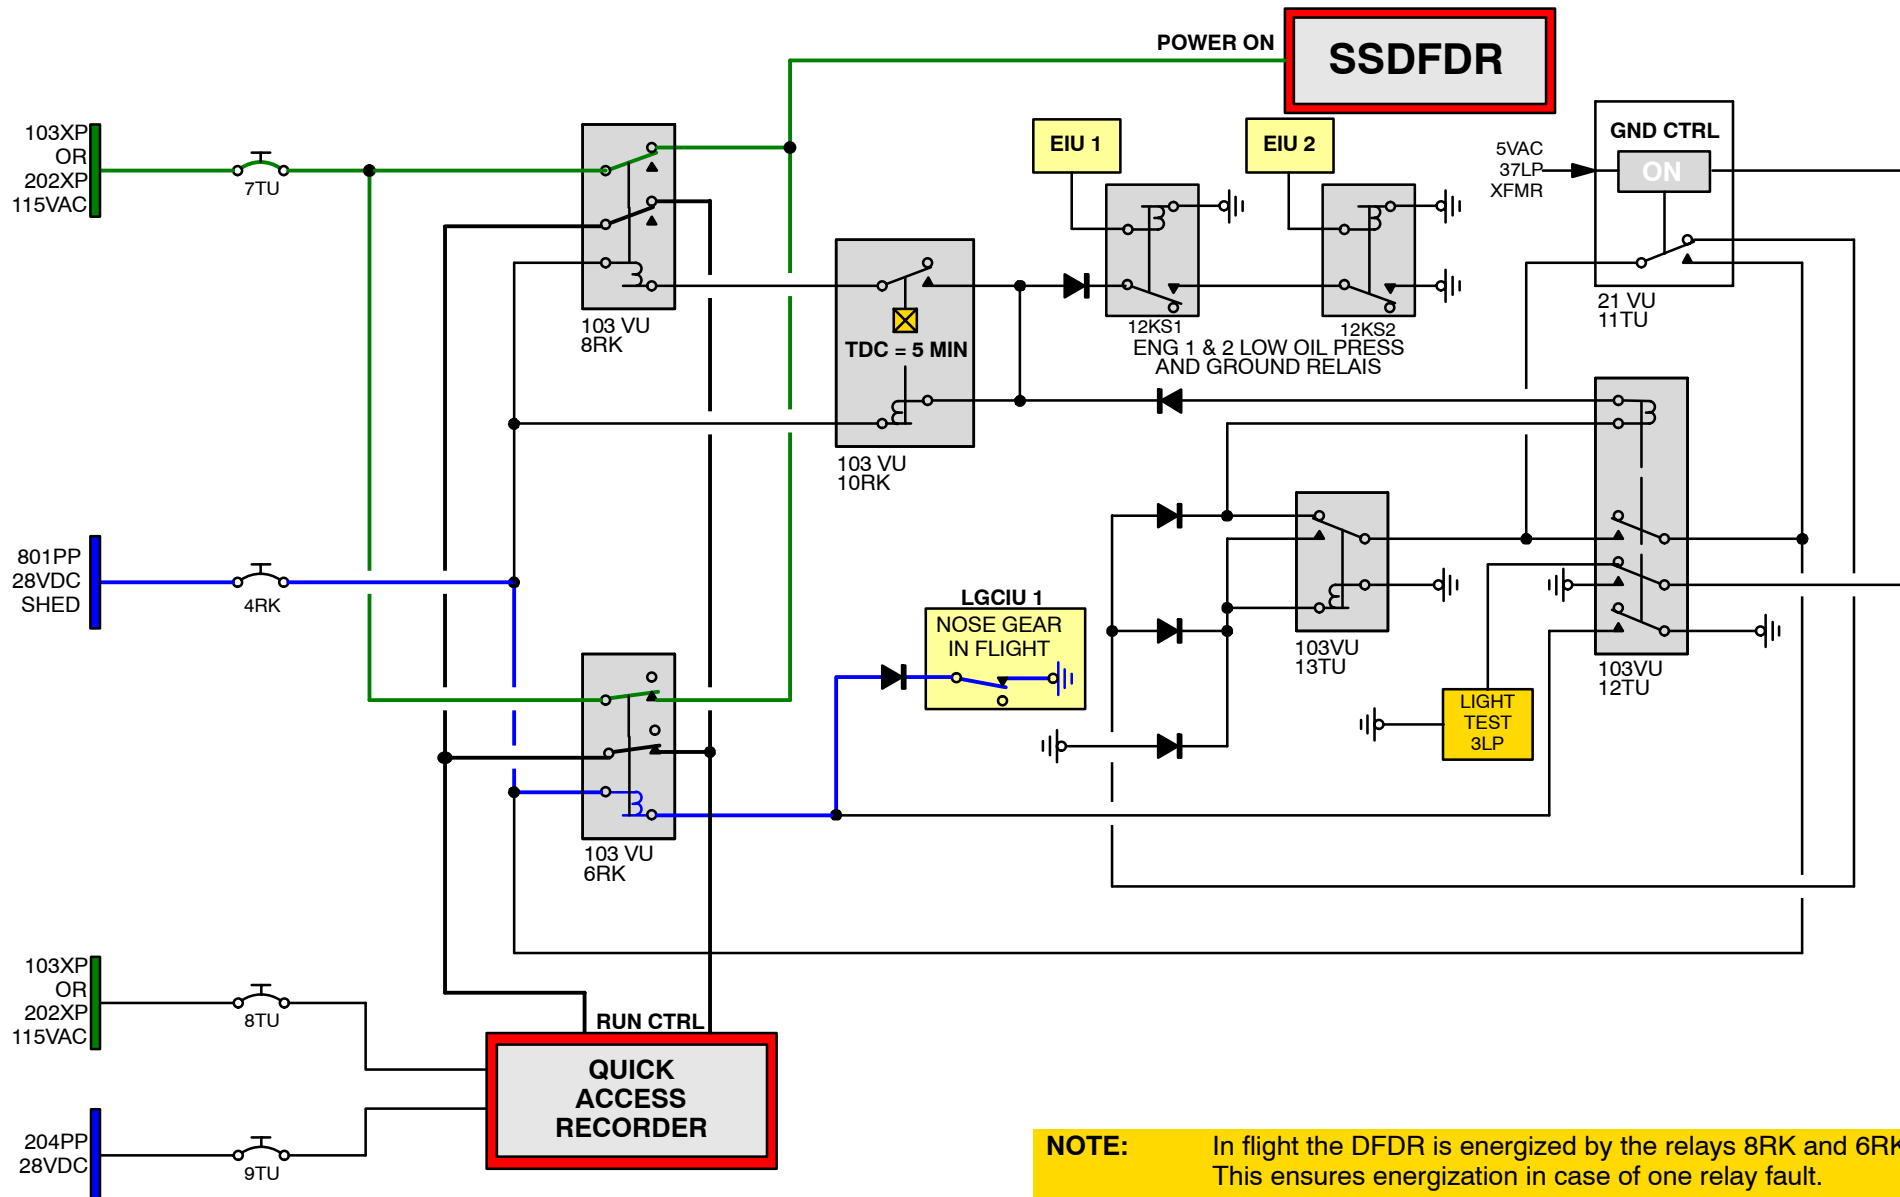 POWER ON
SSDFDR
103XP
OR
202XP
115VAC
7TU
EIU 1
EIU 2
5VAC
37LP
XFMR
GND CTRL
ON
21 VU
11TU
103 VU
8RK
TDC = 5 MIN
103 VU
10RK
12KS1
12KS2
ENG 1 & 2 LOW OIL PRESS
AND GROUND RELAIS
801PP
28VDC
SHED
4RK
LGCIU 1
NOSE GEAR
IN FLIGHT
103VU
13TU
103VU
12TU
LIGHT
TEST
3LP
103 VU
6RK
103XP
OR
202XP
115VAC
8TU
RUN CTRL
QUICK
ACCESS
RECORDER
204PP
28VDC
9TU
NOTE: In flight the DFDR is energized by the relays 8RK and 6RK
This ensures energization in case of one relay fault.